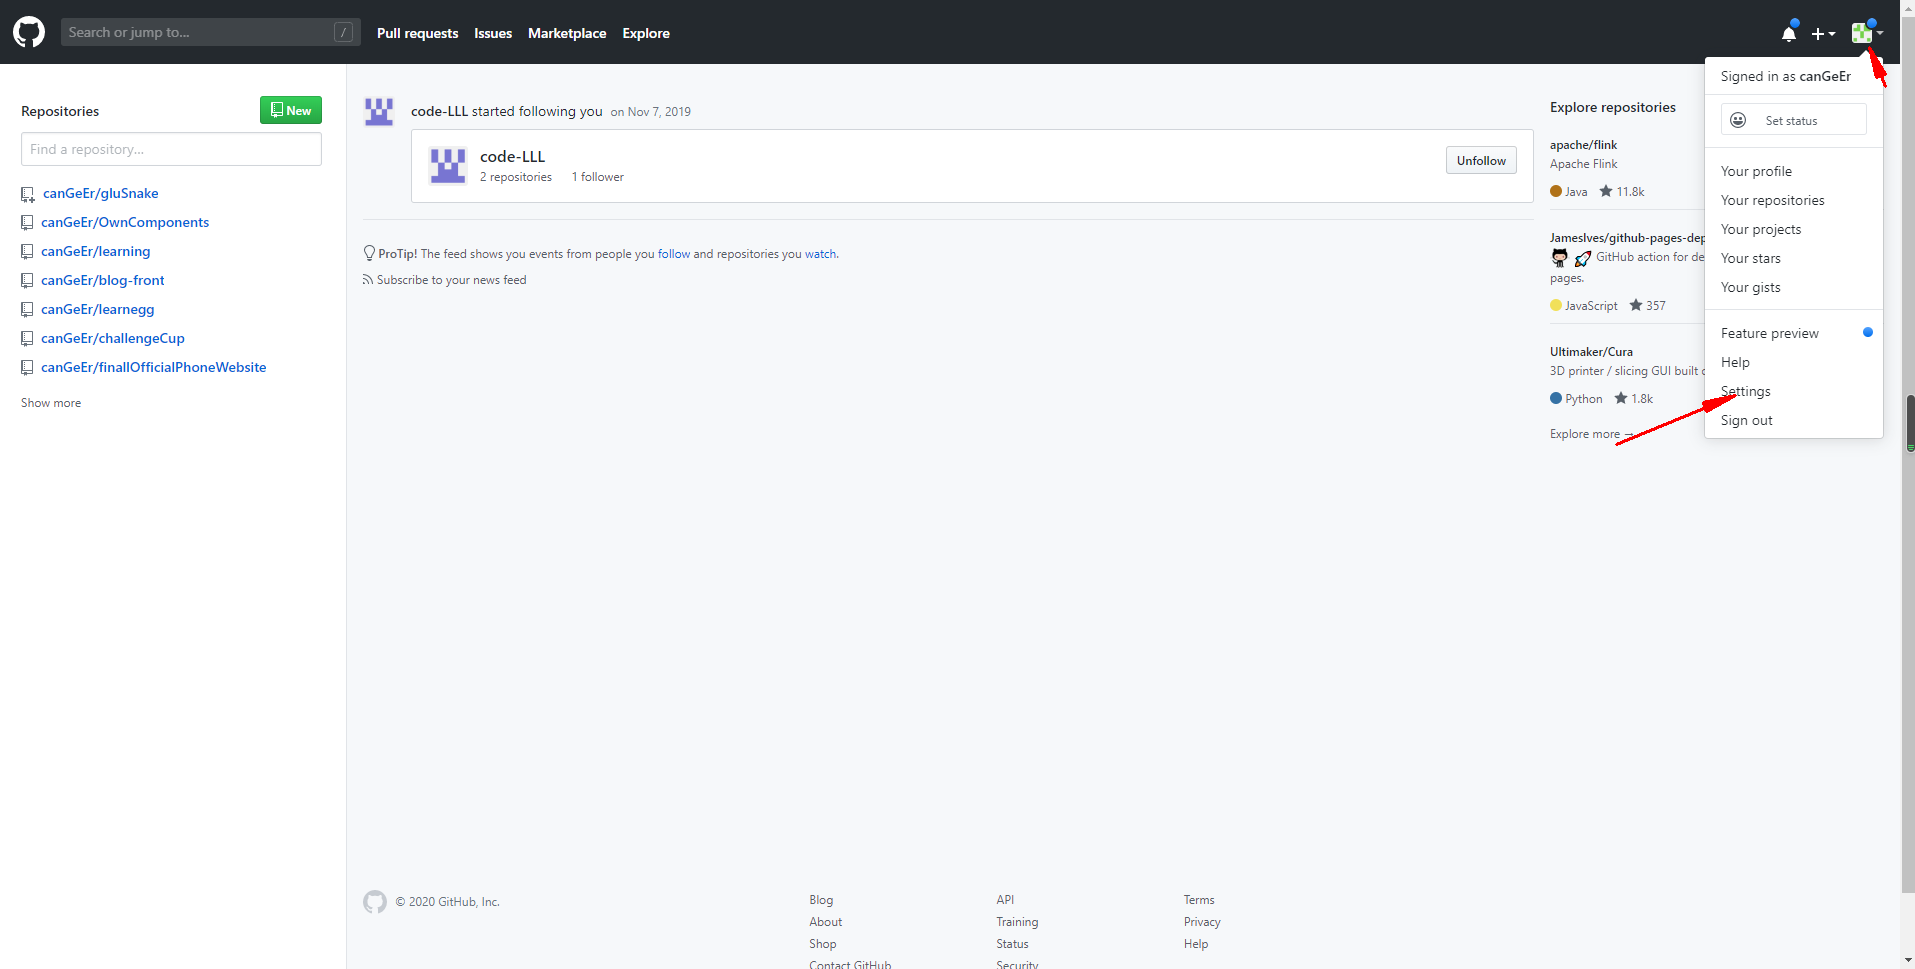 Search or jump to...
/
Pull requests
Issues
Marketplace
Explore
Repositories
New
Find a repository...
canGeEr/gluSnake
canGeEr/OwnComponents
canGeEr/learning
canGeEr/blog-front
canGeEr/learnegg
canGeEr/challengeCup
canGeEr/finallOfficialPhoneWebsite
Show more
code-LLL started following you on Nov 7, 2019
code-LLL
2 repositories 1 follower
Unfollow
ProTip! The feed shows you events from people you follow and repositories you watch.
Subscribe to your news feed
Explore repositories
apache/flink
Apache Flink
Java 11.8k
JamesIves/github-pages-dep
GitHub action for de
pages.
JavaScript 357
Ultimaker/Cura
3D printer / slicing GUI built
Python 1.8k
Explore more →
Signed in as canGeEr
Set status
Your profile
Your repositories
Your projects
Your stars
Your gists
Feature preview
Help
Settings
Sign out
© 2020 GitHub, Inc.
Blog
About
Shop
Contact GitHub
API
Training
Status
Security
Terms
Privacy
Help